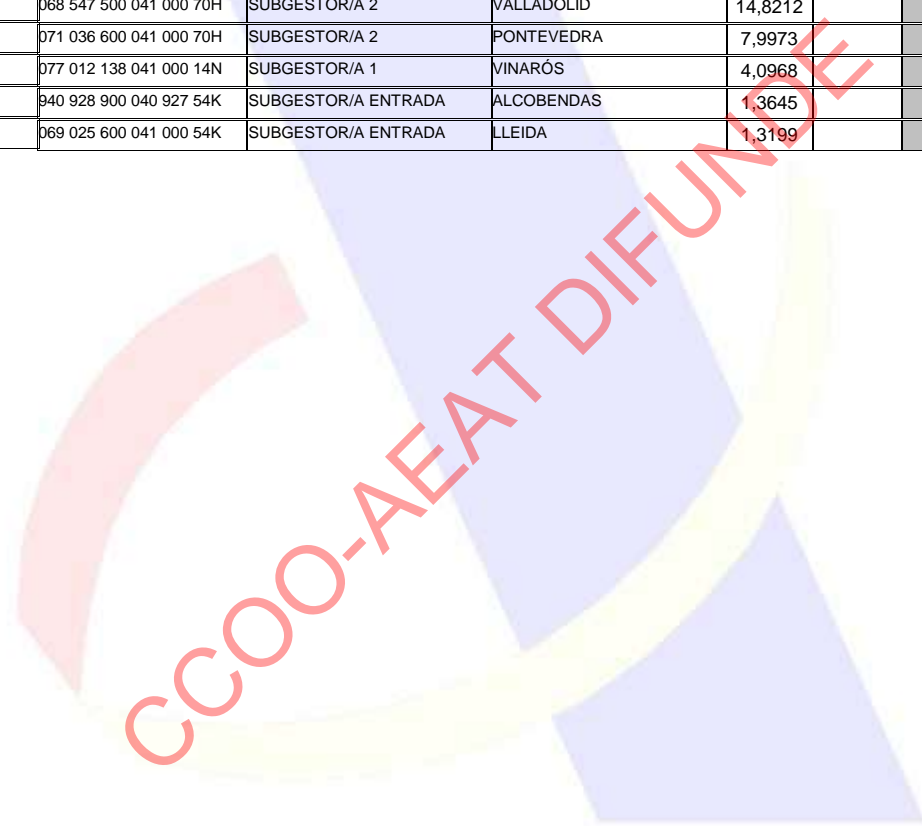 068 547 500 041 000 70H SUBGESTOR/A 2 VALLADOLID 14,8212
071 036 600 041 000 70H SUBGESTOR/A 2 PONTEVEDRA 7,9973
077 012 138 041 000 14N SUBGESTOR/A 1 VINARÓS 4,0968
940 928 900 040 927 54K SUBGESTOR/A ENTRADA ALCOBENDAS 1,3645
069 025 600 041 000 54K SUBGESTOR/A ENTRADA LLEIDA 1,3199
CCOO-AEAT DIFUNDE